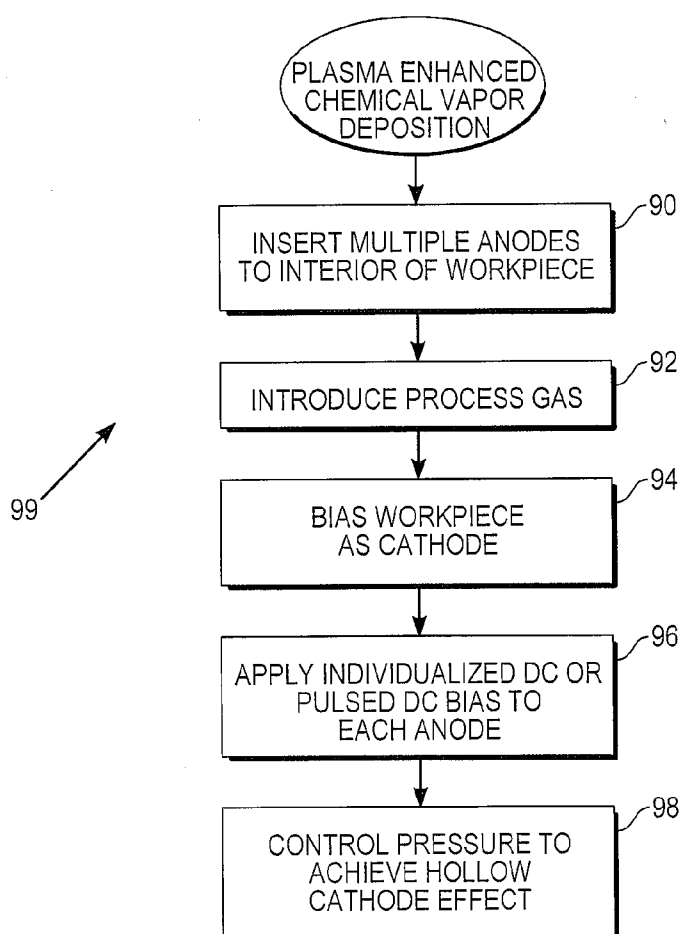 PLASMA ENHANCED
CHEMICAL VAPOR
DEPOSITION
90
INSERT MULTIPLE ANODES
TO INTERIOR OF WORKPIECE
92
INTRODUCE PROCESS GAS
94
BIAS WORKPIECE
AS CATHODE
99
96
APPLY INDIVIDUALIZED DC OR
PULSED DC BIAS TO
EACH ANODE
98
CONTROL PRESSURE TO
ACHIEVE HOLLOW
CATHODE EFFECT